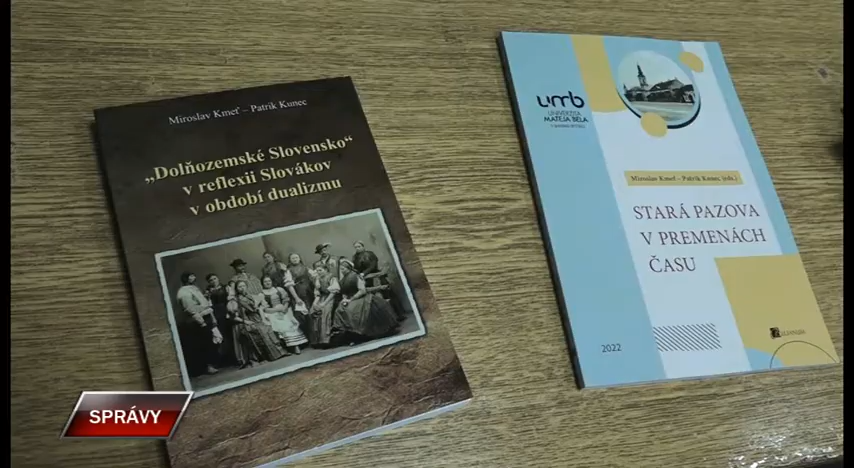 Miroslav Kmeť – Patrik Kunec
„Dolňozemské Slovensko“
v reflexii Slovákov
v období dualizmu
umb
UNIVERZITA
MATEJA BELA
Miroslav Kmeť – Patrik Kunec (eds.)
STARÁ PAZOVA
V PREMENÁCH
ČASU
2022
SPRÁVY